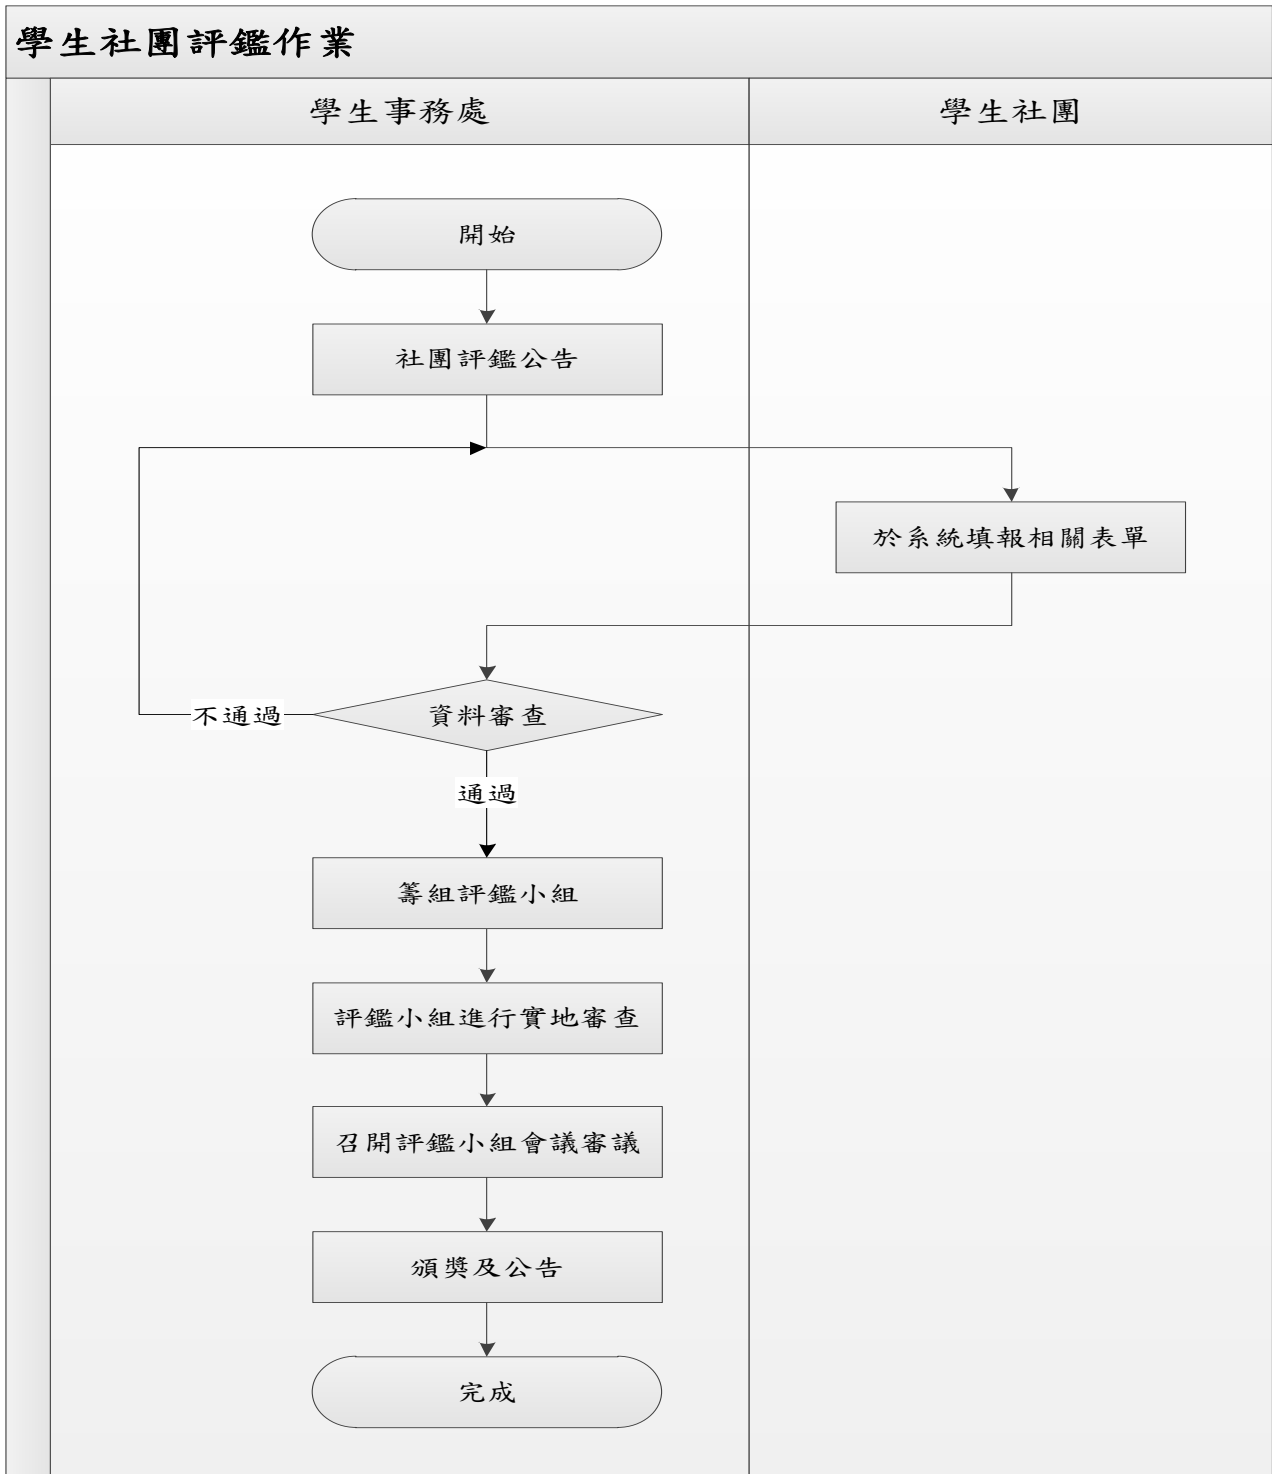 學生社團評鑑作業
學生事務處
學生社團
開始
社團評鑑公告
於系統填報相關表單
資料審查
不通過
通過
籌組評鑑小組
評鑑小組進行實地審查
召開評鑑小組會議審議
頒獎及公告
完成